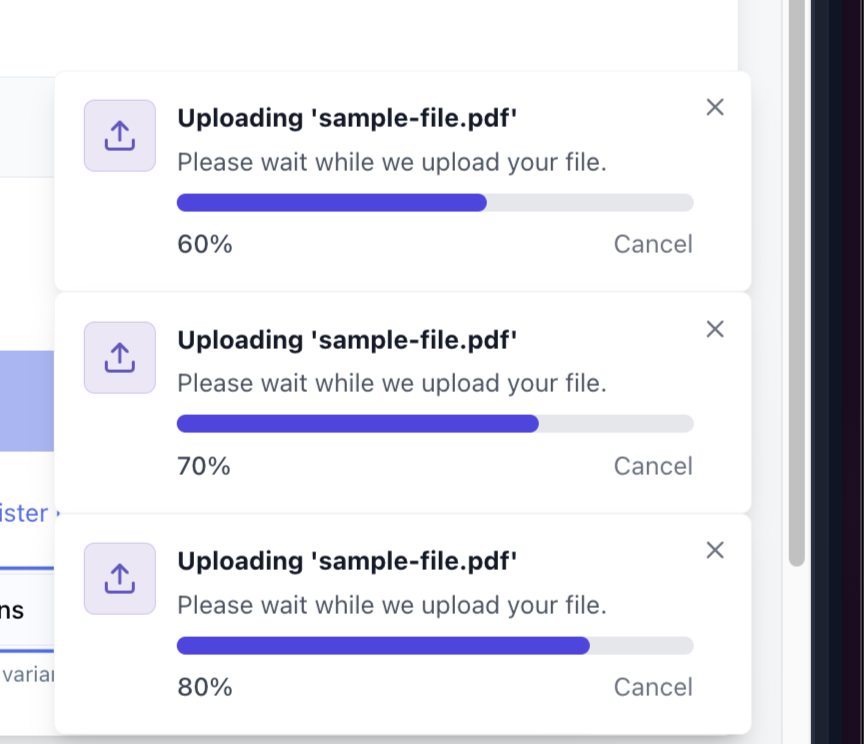 Uploading 'sample-file.pdf'
Please wait while we upload your file.
60%
Cancel
Uploading 'sample-file.pdf'
Please wait while we upload your file.
70%
Cancel
ister
Uploading 'sample-file.pdf'
Please wait while we upload your file.
ns
varian
80%
Cancel